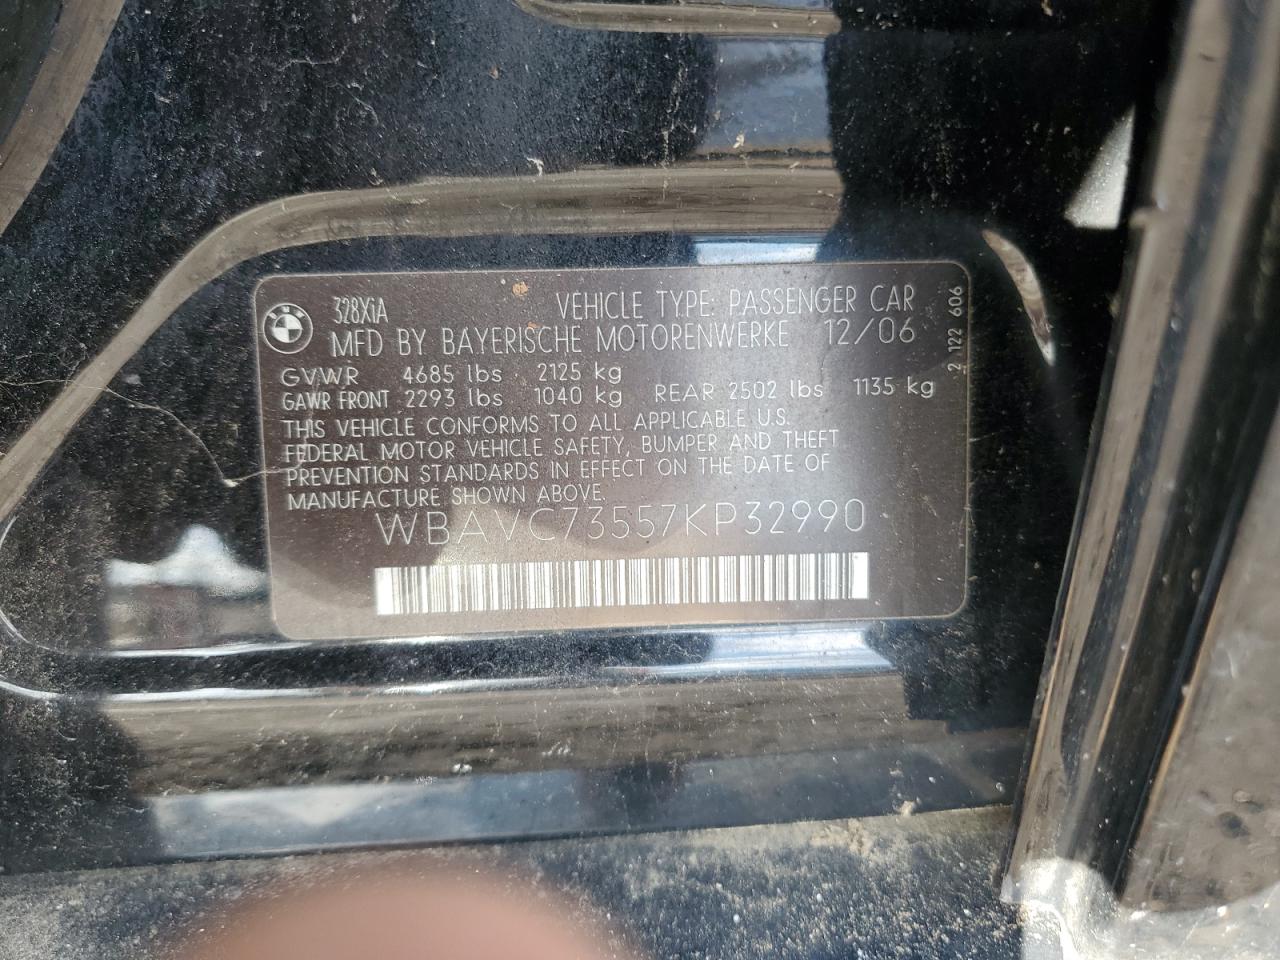 328XiA VEHICLE TYPE: PASSENGER CAR
MFD BY BAYERISCHE MOTORENWERKE 12/06
GVWR 4685 lbs 2125 kg
GAWR FRONT 2293 lbs 1040 kg REAR 2502 lbs 1135 kg
THIS VEHICLE CONFORMS TO ALL APPLICABLE U.S.
FEDERAL MOTOR VEHICLE SAFETY, BUMPER AND THEFT
PREVENTION STANDARDS IN EFFECT ON THE DATE OF
MANUFACTURE SHOWN ABOVE.
WBAVC73557KP32990
2 122 606